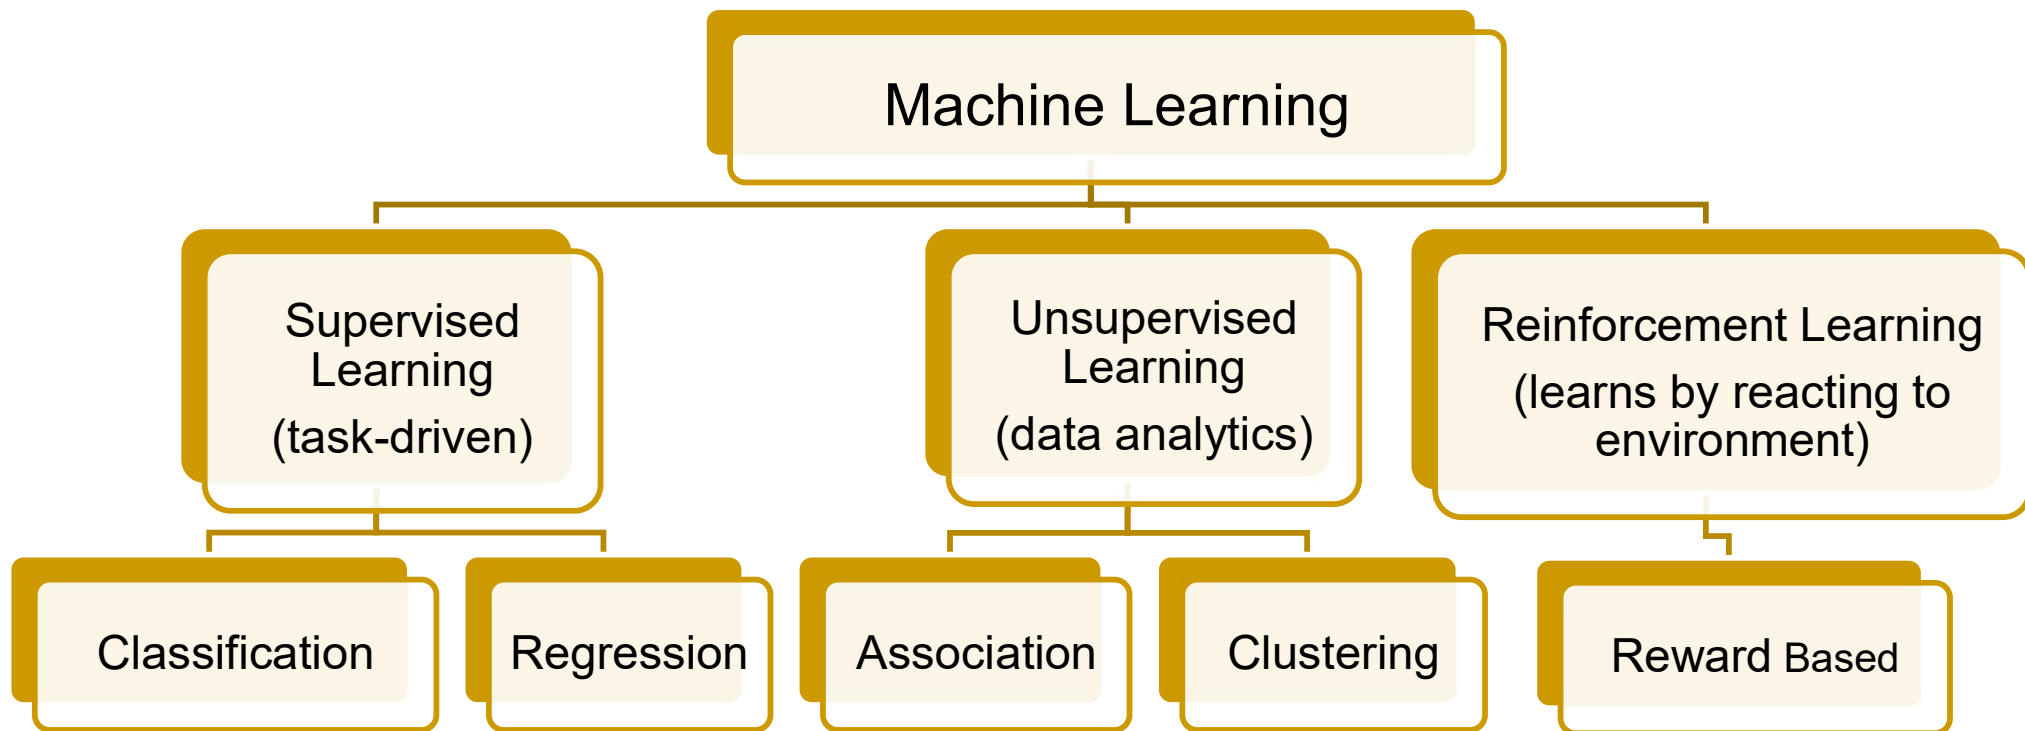 Machine Learning
Supervised
Learning
(task-driven)
Unsupervised
Learning
(data analytics)
Reinforcement Learning
(learns by reacting to
environment)
Classification
Regression
Association
Clustering
Reward Based